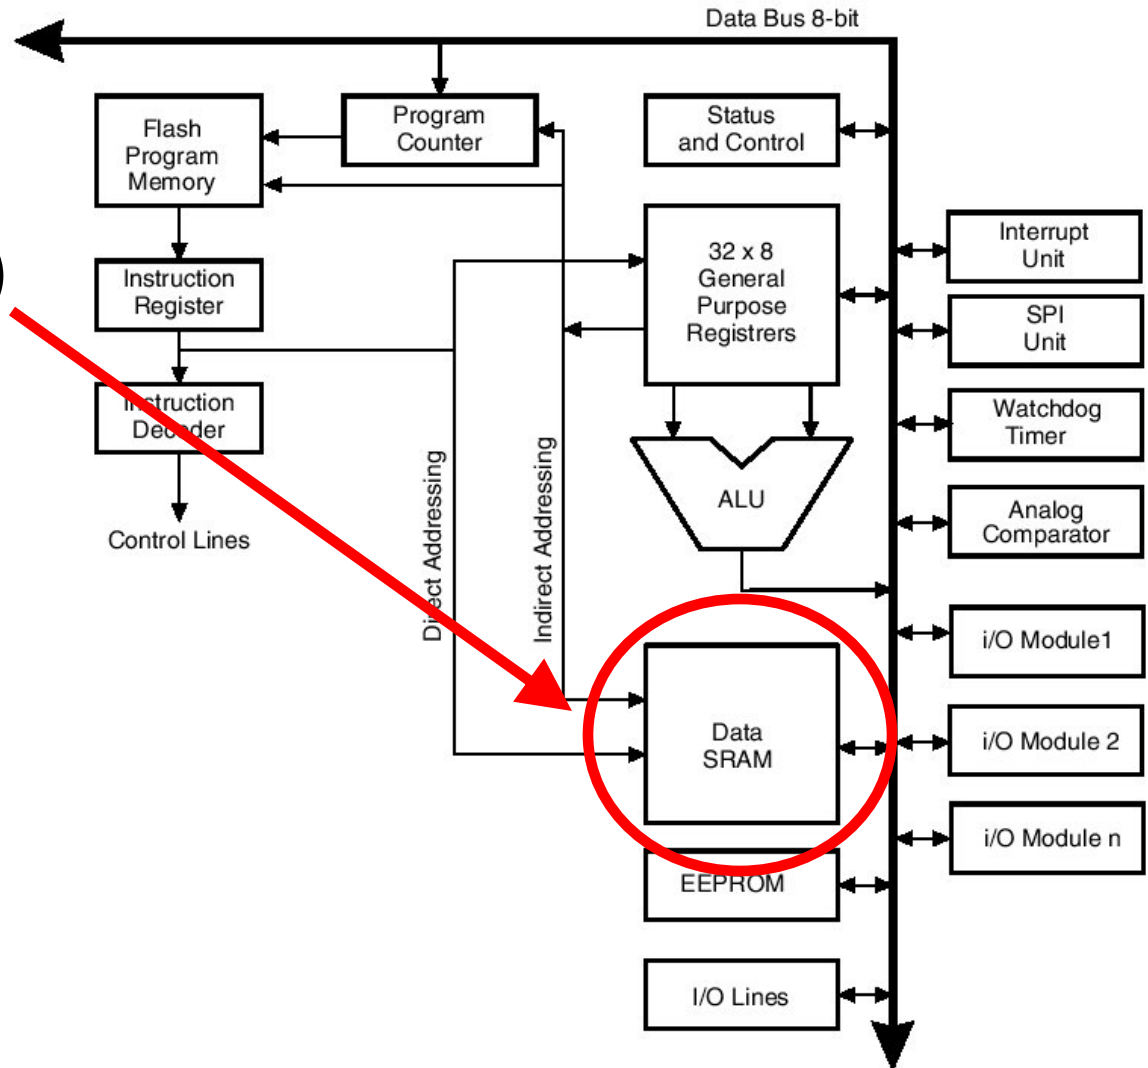 Data Bus 8-bit
Flash
Program
Memory
Program
Counter
Status
and Control
32 x 8
General
Purpose
Registrers
Interrupt
Unit
Instruction
Register
SPI
Unit
Instruction
Decoder
Watchdog
Timer
Control Lines
Direct Addressing
Indirect Addressing
ALU
Analog
Comparator
i/O Module1
Data
SRAM
i/O Module 2
i/O Module n
EEPROM
I/O Lines
)